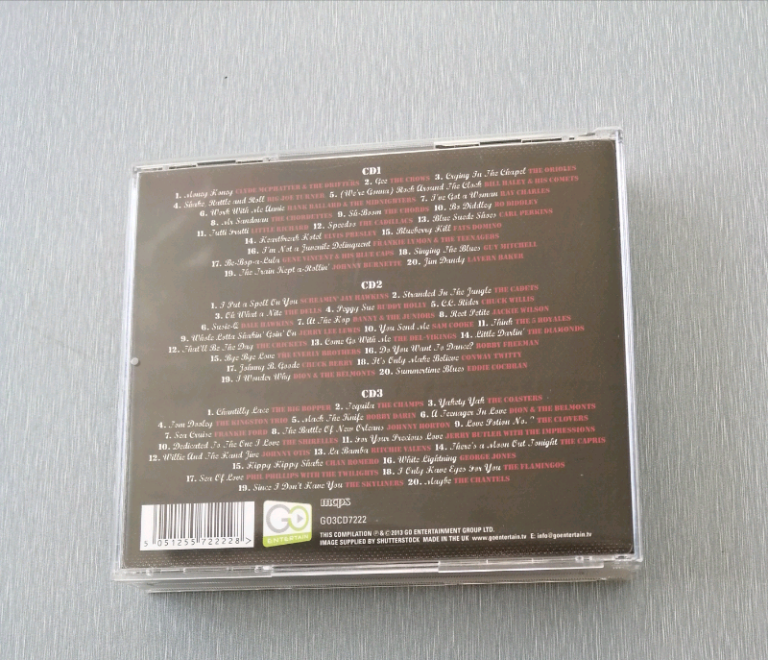 CD1
1. Money Honey CLYDE MCPHATTER & THE DRIFTERS 2. Gee THE CROWS 3. Crying In The Chapel THE ORIOLES
4. Shake, Rattle and Roll BIG JOE TURNER 5. (We're Gonna) Rock Around The Clock BILL HALEY & HIS COMETS
6. Work With Me Annie HANK BALLARD & THE MIDNIGHTERS 7. I've Got a Woman RAY CHARLES
8. Mr Sandman THE CHORDETTES 9. Sh-Boom THE CHORDS 10. Bo Diddley BO DIDDLEY
11. Tutti Frutti LITTLE RICHARD 12. Speedoo THE CADILLACS 13. Blue Suede Shoes CARL PERKINS
14. Heartbreak Hotel ELVIS PRESLEY 15. Blueberry Hill FATS DOMINO
16. I'm Not a Juvenile Delinquent FRANKIE LYMON & THE TEENAGERS
17. Be-Bop-a-Lula GENE VINCENT & HIS BLUE CAPS 18. Singing The Blues GUY MITCHELL
19. The Train Kept a-Rollin' JOHNNY BURNETTE 20. Jim Dandy LAVERN BAKER
CD2
1. I Put a Spell On You SCREAMIN' JAY HAWKINS 2. Stranded In The Jungle THE CADETS
3. Oh What a Nite THE DELLS 4. Peggy Sue BUDDY HOLLY 5. C.C. Rider CHUCK WILLIS
6. Susie-Q DALE HAWKINS 7. At The Hop DANNY & THE JUNIORS 8. Reet Petite JACKIE WILSON
9. Whole Lotta Shakin' Goin' On JERRY LEE LEWIS 10. You Send Me SAM COOKE 11. Think THE 5 ROYALES
12. That'll Be The Day THE CRICKETS 13. Come Go With Me THE DEL-VIKINGS 14. Little Darlin' THE DIAMONDS
15. Bye Bye Love THE EVERLY BROTHERS 16. Do You Want To Dance? BOBBY FREEMAN
17. Johnny B. Goode CHUCK BERRY 18. It's Only Make Believe CONWAY TWITTY
19. I Wonder Why DION & THE BELMONTS 20. Summertime Blues EDDIE COCHRAN
CD3
1. Chantilly Lace THE BIG BOPPER 2. Tequila THE CHAMPS 3. Yakety Yak THE COASTERS
4. Tom Dooley THE KINGSTON TRIO 5. Mack The Knife BOBBY DARIN 6. A Teenager In Love DION & THE BELMONTS
7. Sea Cruise FRANKIE FORD 8. The Battle Of New Orleans JOHNNY HORTON 9. Love Potion No. 9 THE CLOVERS
10. Dedicated To The One I Love THE SHIRELLES 11. For Your Precious Love JERRY BUTLER WITH THE IMPRESSIONS
12. Willie And The Hand Jive JOHNNY OTIS 13. La Bamba RITCHIE VALENS 14. There's a Moon Out Tonight THE CAPRIS
15. Hippy Hippy Shake CHAN ROMERO 16. White Lightning GEORGE JONES
17. Sea Of Love PHIL PHILLIPS WITH THE TWILIGHTS 18. I Only Have Eyes For You THE FLAMINGOS
19. Since I Don't Have You THE SKYLINERS 20. Maybe THE CHANTELS
mcps
GO3CD7222
GO
ENTERTAIN
5 051255 722228 >
THIS COMPILATION ℗ & © 2013 GO ENTERTAINMENT GROUP LTD.
IMAGE SUPPLIED BY SHUTTERSTOCK MADE IN THE UK www.goentertain.tv E: info@goentertain.tv